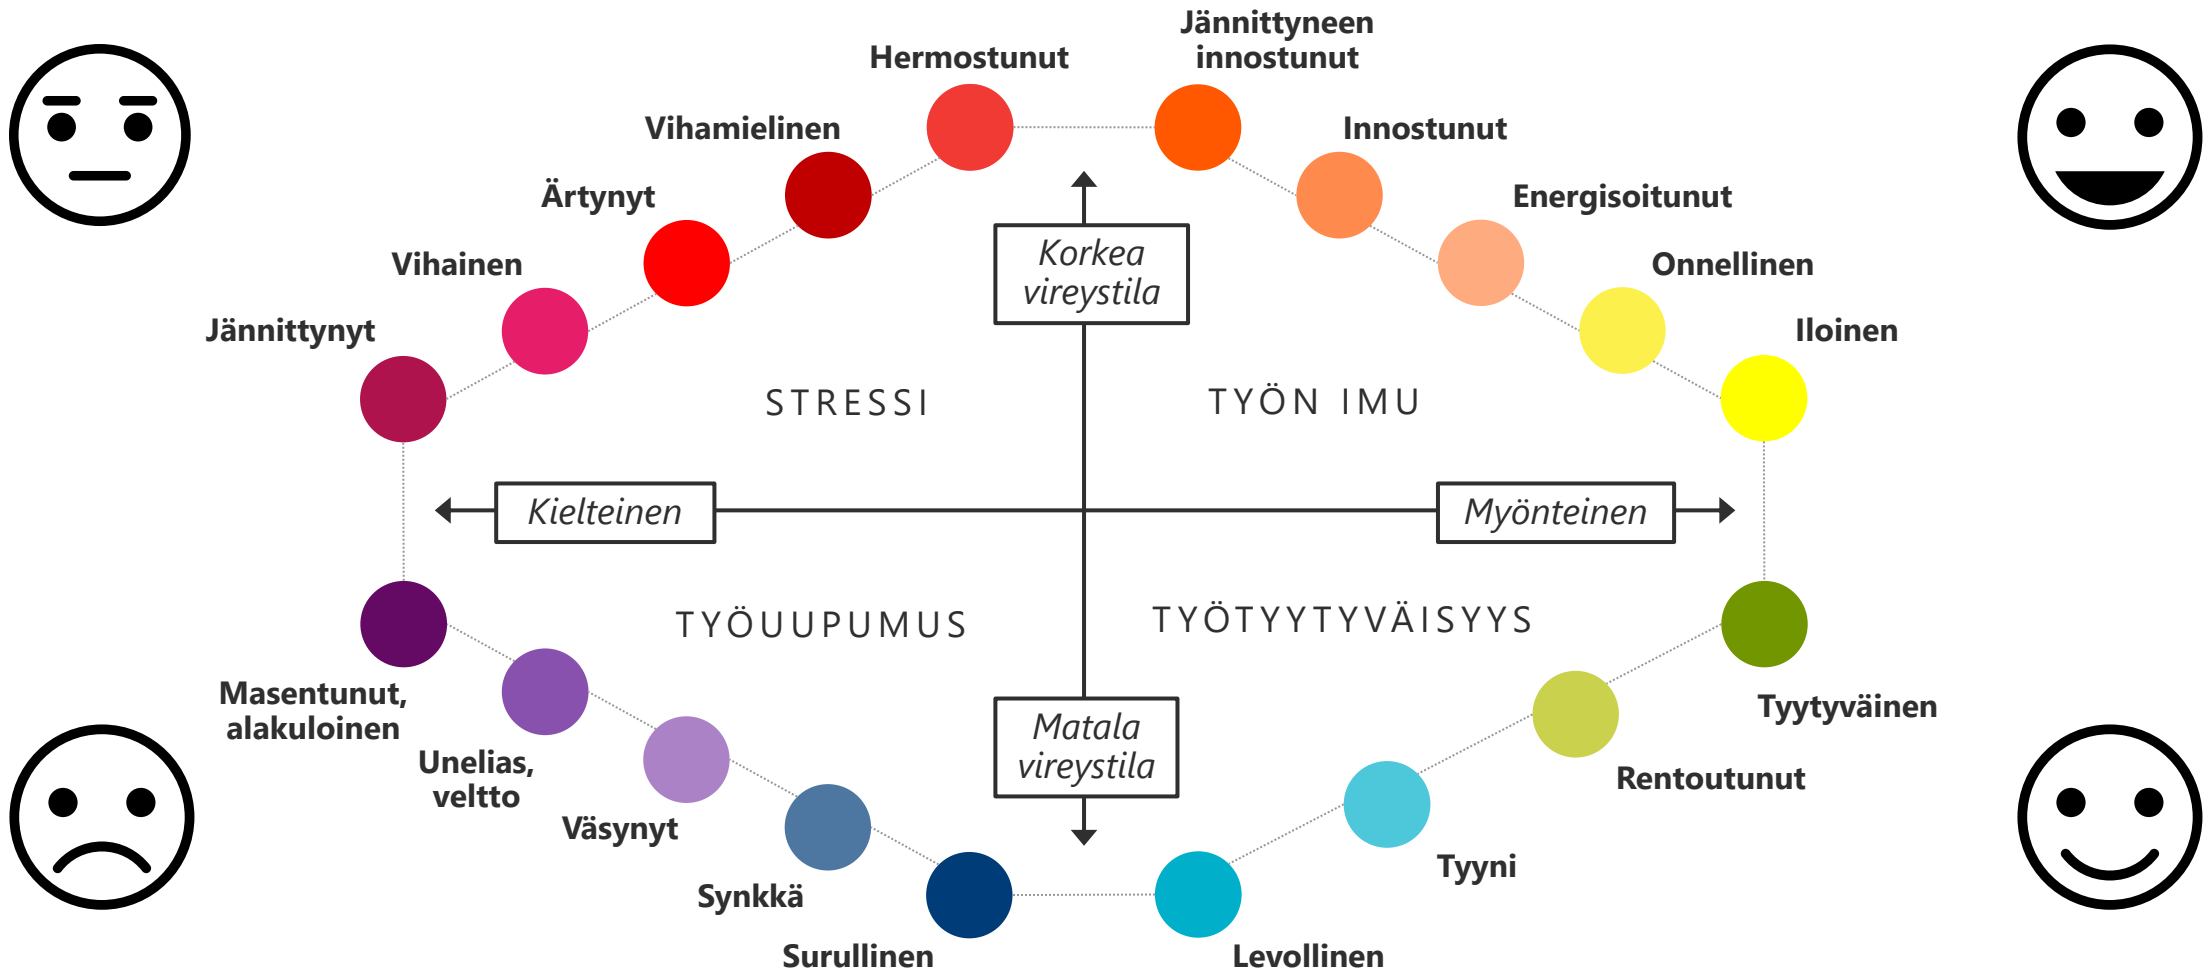 Jännittyneen
innostunut
Hermostunut
Vihamielinen
Innostunut
Ärtynyt
Energisoitunut
Vihainen
Korkea
vireystila
Onnellinen
Jännittynyt
Iloinen
STRESSI
TYÖN IMU
Kielteinen
Myönteinen
TYÖUUPUMUS
TYÖTYYTYVÄISYYS
Masentunut,
alakuloinen
Matala
vireystila
Tyytyväinen
Unelias,
veltto
Rentoutunut
Väsynyt
Tyyni
Synkkä
Surullinen
Levollinen